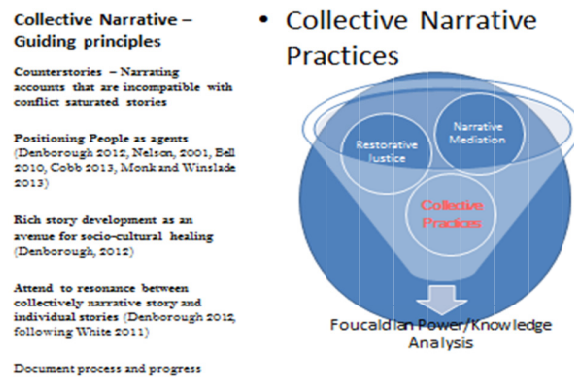 Collective Narrative –
Guiding principles
Counterstories – Narrating
accounts that are incompatible with
conflict saturated stories
Positioning People as agents
(Denborough 2012, Nelson, 2001, Bell
2010, Cobb 2013, Monk and Winslade
2013)
Rich story development as an
avenue for socio-cultural healing
(Denborough, 2012)
Attend to resonance between
collectively narrative story and
individual stories (Denborough 2012,
following White 2011)
Document process and progress
• Collective Narrative
Practices
Restorative
Justice
Narrative
Mediation
Collective
Practices
Foucaldian Power/Knowledge
Analysis